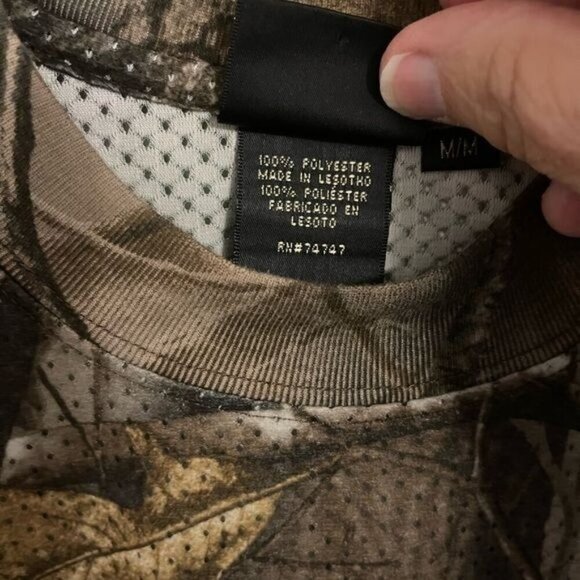 M/M
100% POLYESTER
MADE IN LESOTHO
100% POLIÉSTER
FABRICADO EN
LESOTO
RN#74747